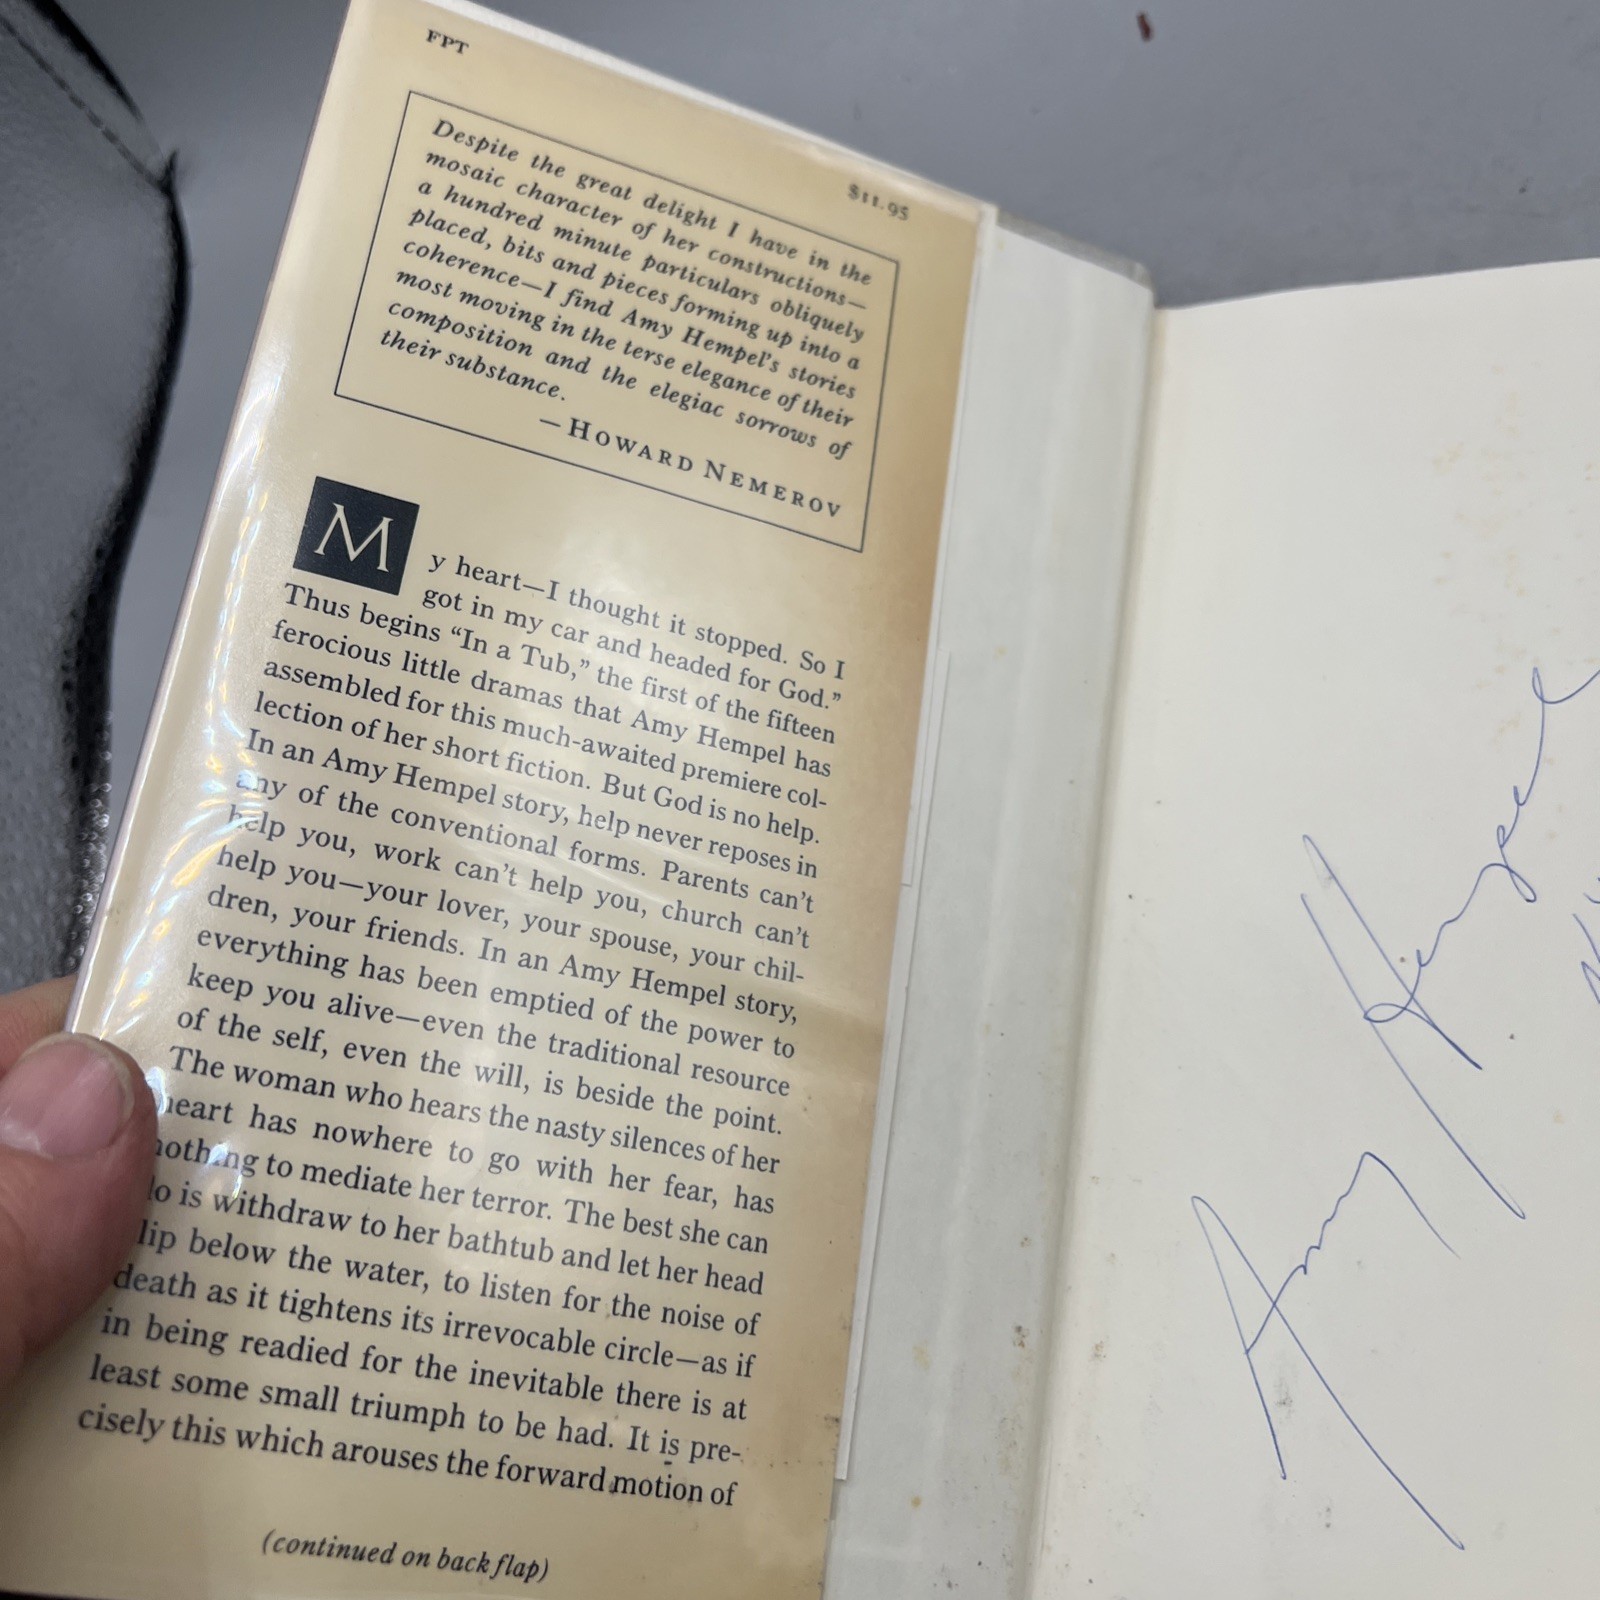 FPT
$11.95
Despite the great delight I have in the
mosaic character of her constructions—
a hundred minute particulars obliquely
placed, bits and pieces forming up into a
coherence—I find Amy Hempel's stories
most moving in the terse elegance of their
composition and the elegiac sorrows of
their substance.
—HOWARD NEMEROV
My heart—I thought it stopped. So I
got in my car and headed for God.”
Thus begins “In a Tub,” the first of the fifteen
ferocious little dramas that Amy Hempel has
assembled for this much-awaited premiere col-
lection of her short fiction. But God is no help.
In an Amy Hempel story, help never reposes in
any of the conventional forms. Parents can't
help you, work can't help you, church can't
help you—your lover, your spouse, your chil-
dren, your friends. In an Amy Hempel story,
everything has been emptied of the power to
keep you alive—even the traditional resource
of the self, even the will, is beside the point.
The woman who hears the nasty silences of her
heart has nowhere to go with her fear, has
nothing to mediate her terror. The best she can
do is withdraw to her bathtub and let her head
slip below the water, to listen for the noise of
death as it tightens its irrevocable circle—as if
in being readied for the inevitable there is at
least some small triumph to be had. It is pre-
cisely this which arouses the forward motion of
(continued on back flap)
Amy Hempel